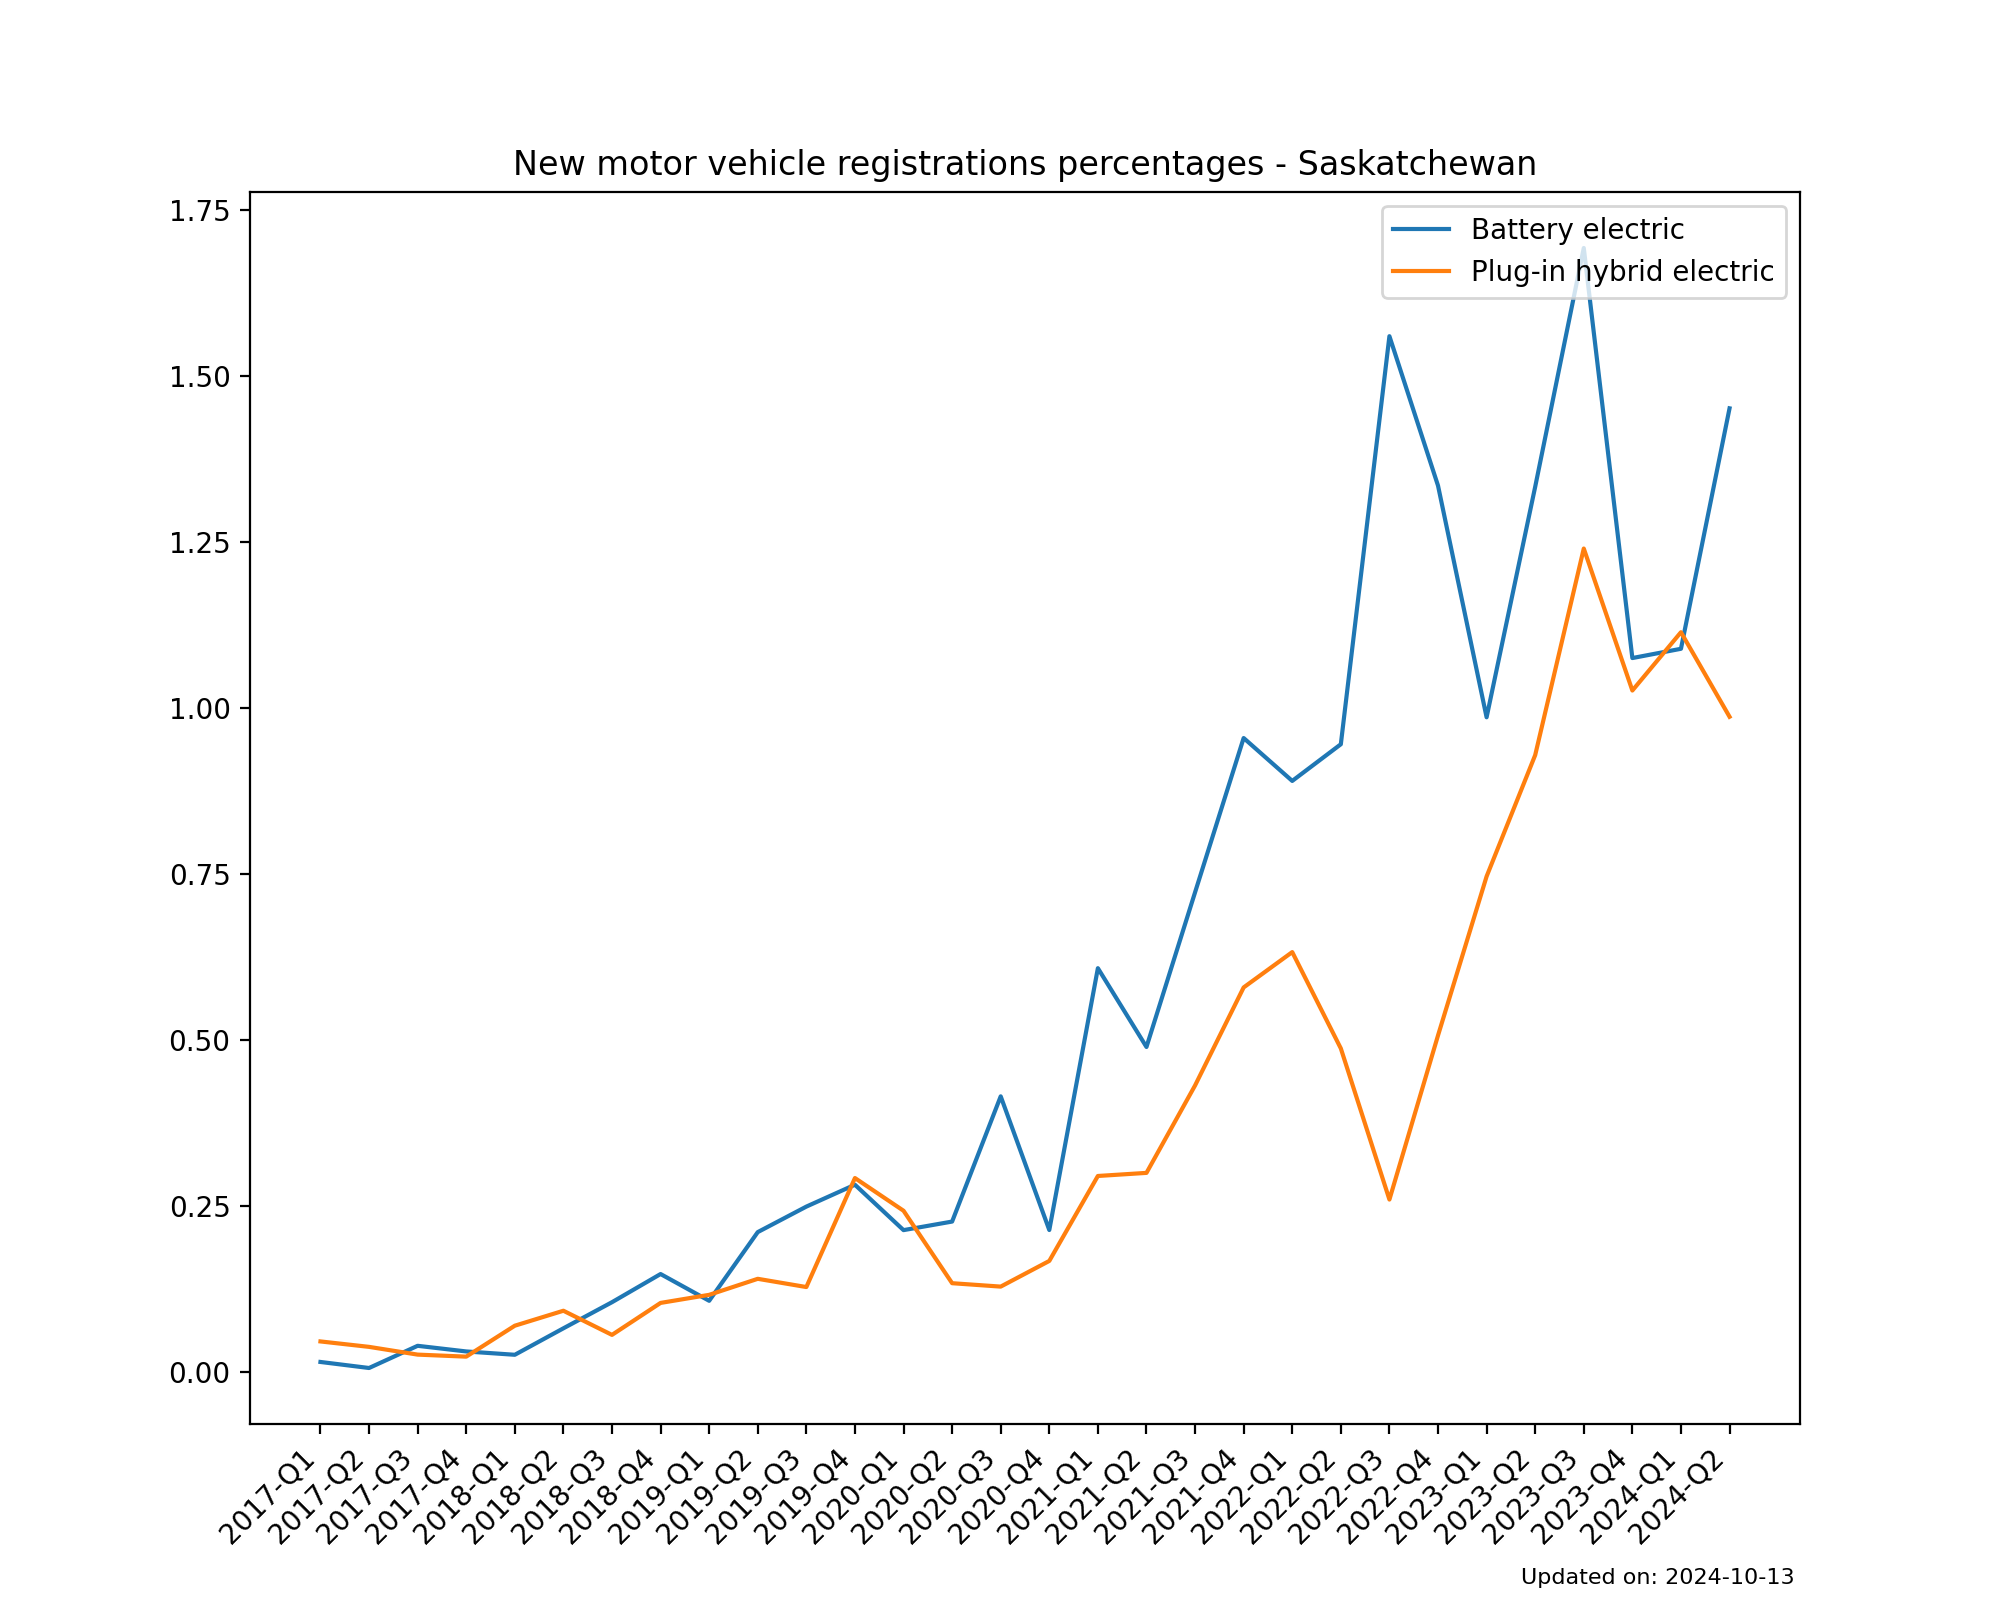 New motor vehicle registrations percentages - Saskatchewan
Battery electric
Plug-in hybrid electric
1.75
1.50
1.25
1.00
0.75
0.50
0.25
0.00
2017-Q1
2017-Q2
2017-Q3
2017-Q4
2018-Q1
2018-Q2
2018-Q3
2018-Q4
2019-Q1
2019-Q2
2019-Q3
2019-Q4
2020-Q1
2020-Q2
2020-Q3
2020-Q4
2021-Q1
2021-Q2
2021-Q3
2021-Q4
2022-Q1
2022-Q2
2022-Q3
2022-Q4
2023-Q1
2023-Q2
2023-Q3
2023-Q4
2024-Q1
2024-Q2
Updated on: 2024-10-13